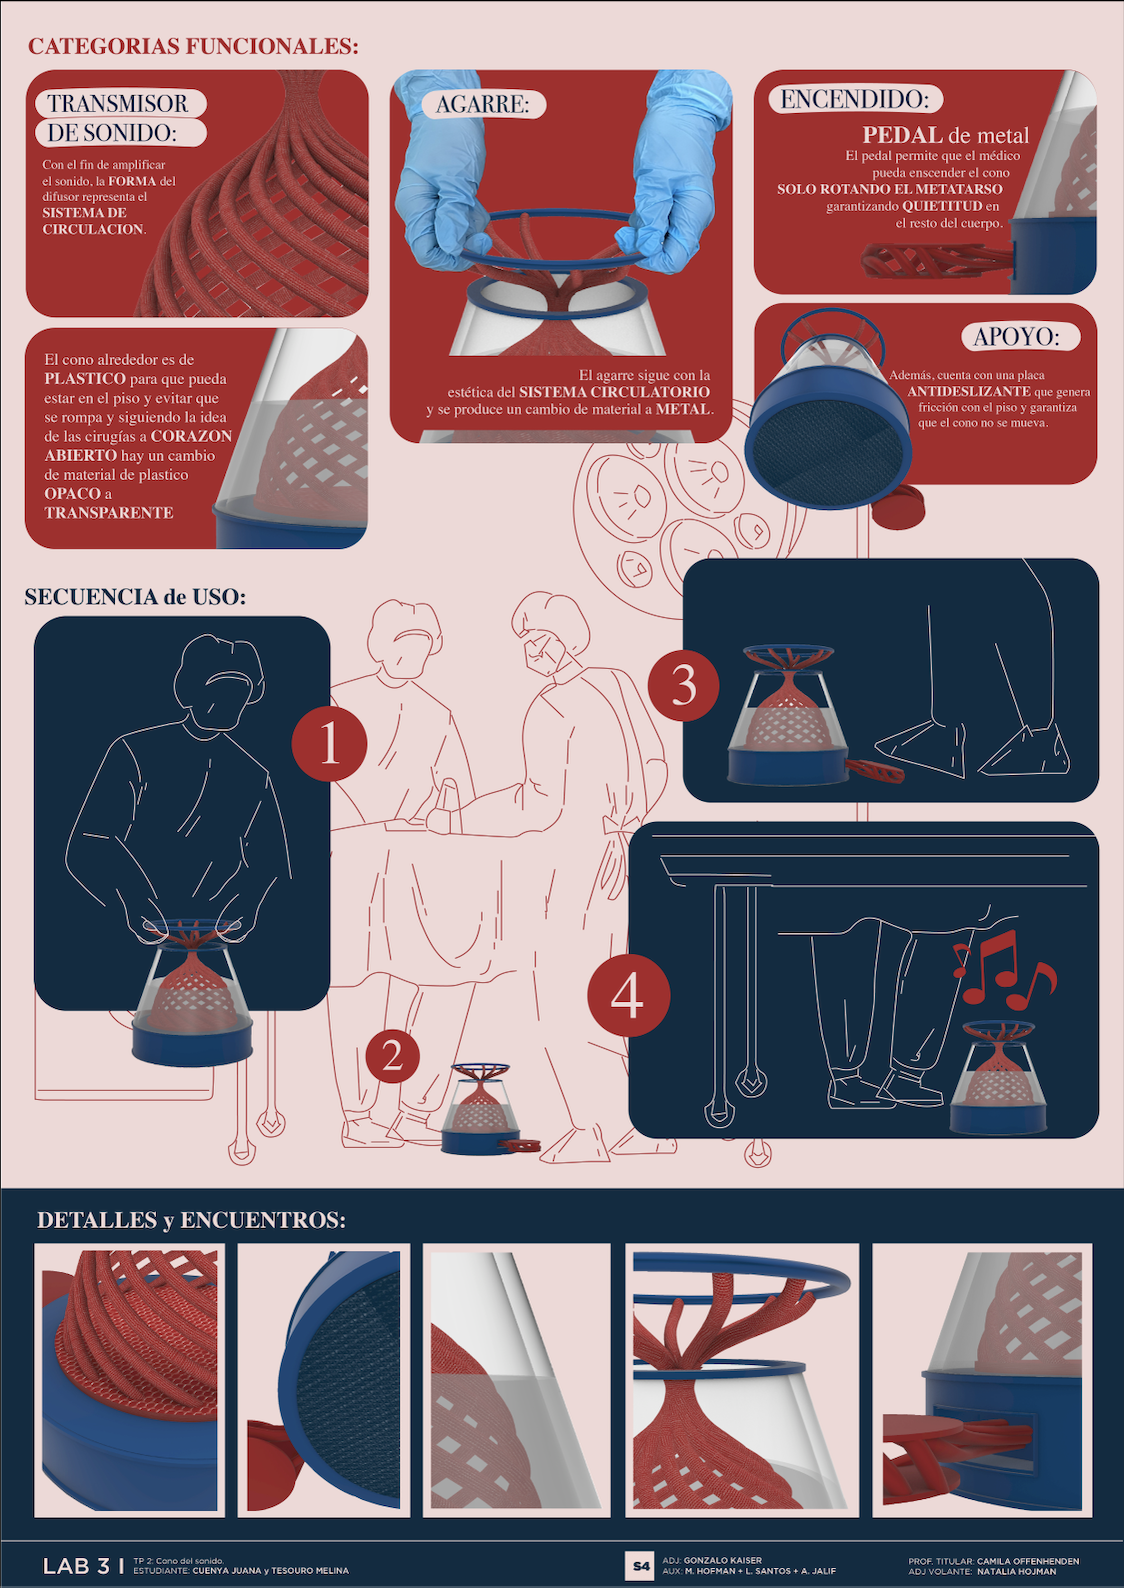 CATEGORIAS FUNCIONALES:
TRANSMISOR
DE SONIDO:
Con el fin de amplificar
el sonido, la FORMA del
difusor representa el
SISTEMA DE
CIRCULACION.
El cono alrededor es de
PLASTICO para que pueda
estar en el piso y evitar que
se rompa y siguiendo la idea
de las cirugías a CORAZON
ABIERTO hay un cambio
de material de plastico
OPACO a
TRANSPARENTE
AGARRE:
El agarre sigue con la
estética del SISTEMA CIRCULATORIO
y se produce un cambio de material a METAL.
ENCENDIDO:
PEDAL de metal
El pedal permite que el médico
pueda enscender el cono
SOLO ROTANDO EL METATARSO
garantizando QUIETITUD en
el resto del cuerpo.
APOYO:
Además, cuenta con una placa
ANTIDESLIZANTE que genera
fricción con el piso y garantiza
que el cono no se mueva.
SECUENCIA de USO:
1
2
3
4
DETALLES y ENCUENTROS:
LAB 3 |
TP 2: Cono del sonido.
ESTUDIANTE: CUENYA JUANA y TESOURO MELINA
S4
ADJ: GONZALO KAISER
AUX: M. HOFMAN + L. SANTOS + A. JALIF
PROF. TITULAR: CAMILA OFFENHENDEN
ADJ VOLANTE: NATALIA HOJMAN